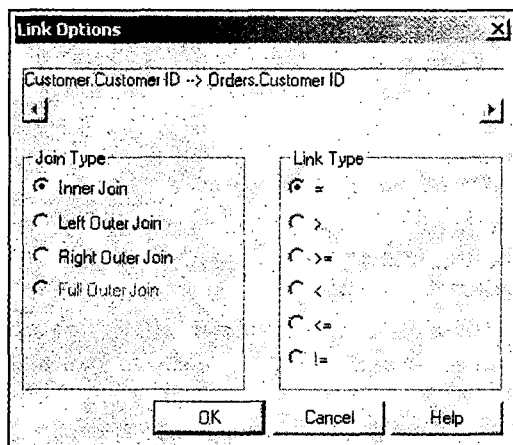 Link Options
Customer.Customer ID --> Orders.Customer ID
Join Type
Inner Join
Left Outer Join
Right Outer Join
Full Outer Join
Link Type
=
>
>=
<
<=
!=
OK
Cancel
Help